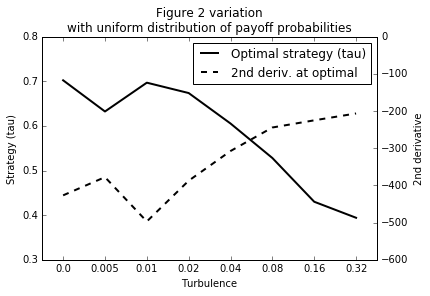 Figure 2 variation
with uniform distribution of payoff probabilities
Optimal strategy (tau)
2nd deriv. at optimal
0.8
0.7
0.6
0.5
0.4
0.3
Strategy (tau)
0
−100
−200
−300
−400
−500
−600
2nd derivative
0.0 0.005 0.01 0.02 0.04 0.08 0.16 0.32
Turbulence